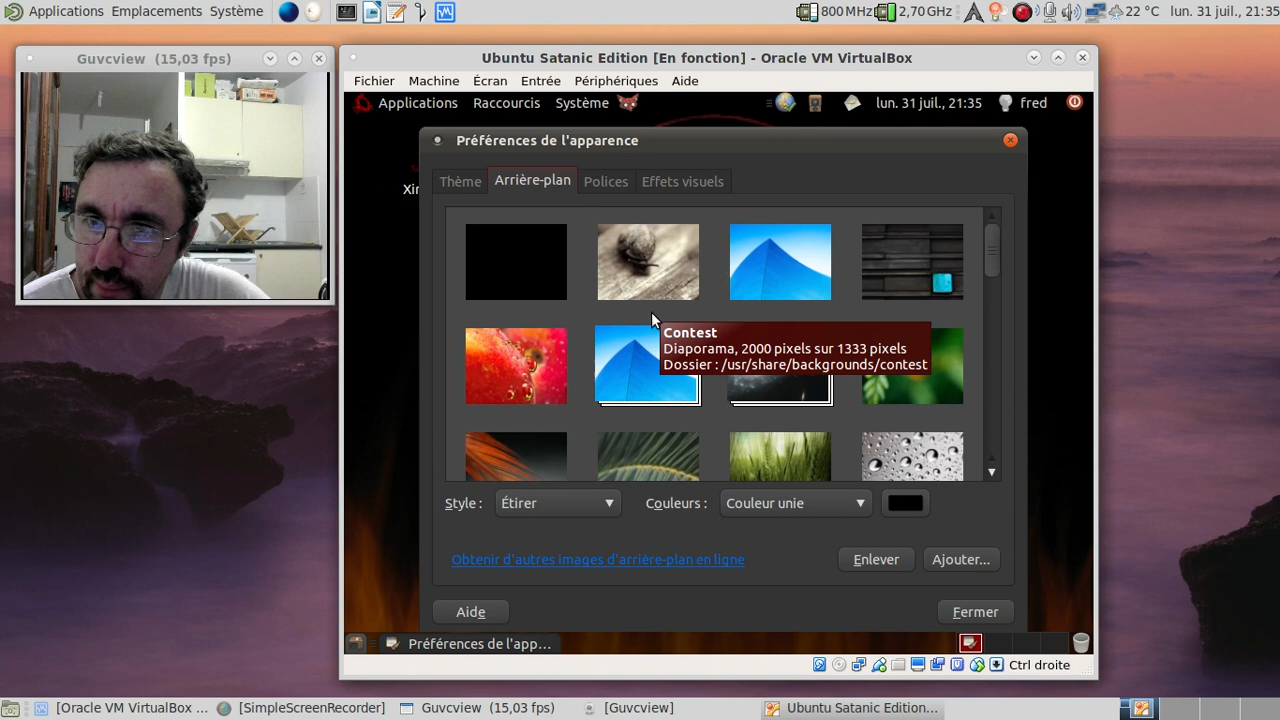 Applications Emplacements Système
800 MHz 2,70 GHz 22 °C lun. 31 juil., 21:35
Guvcview (15,03 fps)
Ubuntu Satanic Edition [En fonction] - Oracle VM VirtualBox
Fichier Machine Écran Entrée Périphériques Aide
Applications Raccourcis Système lun. 31 juil., 21:35 fred
Préférences de l'apparence
Thème Arrière-plan Polices Effets visuels
Xir
Contest
Diaporama, 2000 pixels sur 1333 pixels
Dossier : /usr/share/backgrounds/contest
Style : Étirer Couleurs : Couleur unie
Obtenir d'autres images d'arrière-plan en ligne
Enlever Ajouter...
Aide Fermer
Préférences de l'app...
Ctrl droite
[Oracle VM VirtualBox ... [SimpleScreenRecorder] Guvcview (15,03 fps) [Guvcview] Ubuntu Satanic Edition...